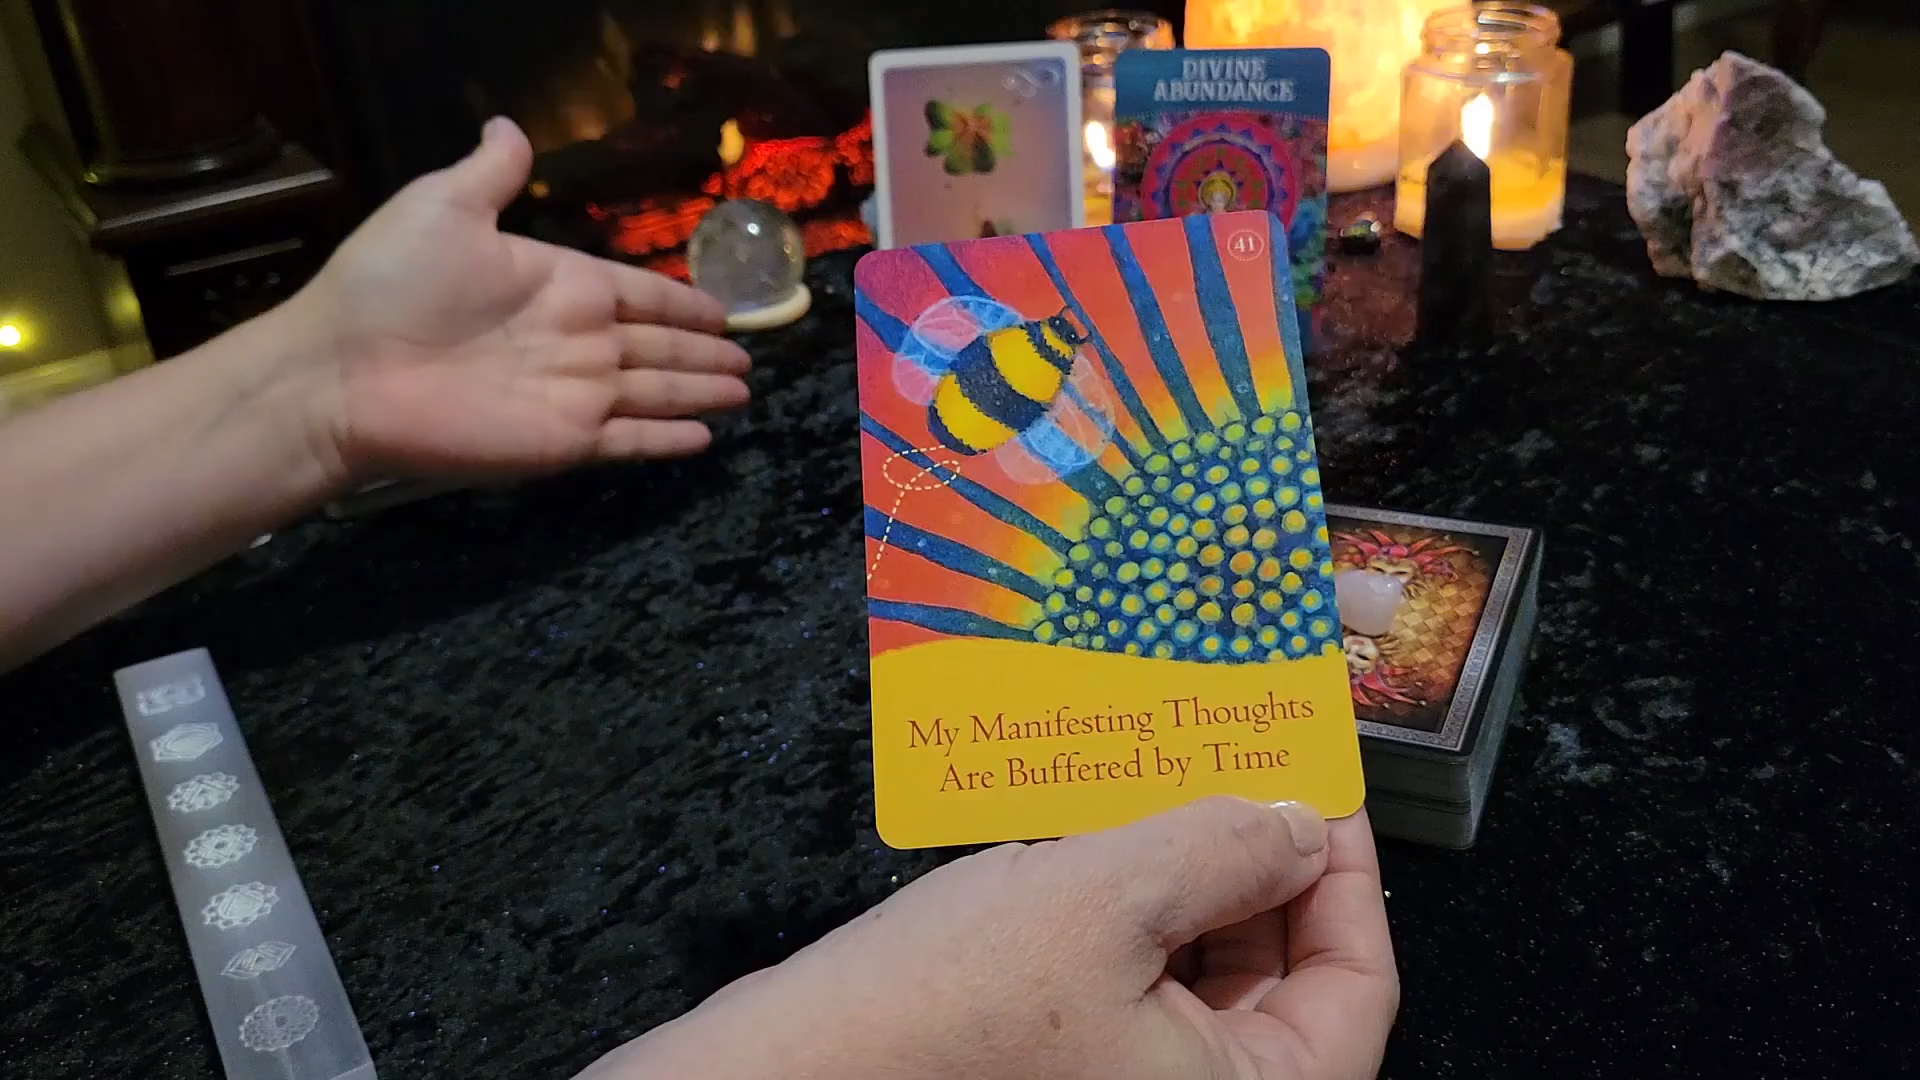 DIVINE
ABUNDANCE
41
My Manifesting Thoughts
Are Buffered by Time